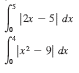 ∫₀⁵ |2x − 5| dx
∫₀⁴ |x² − 9| dx